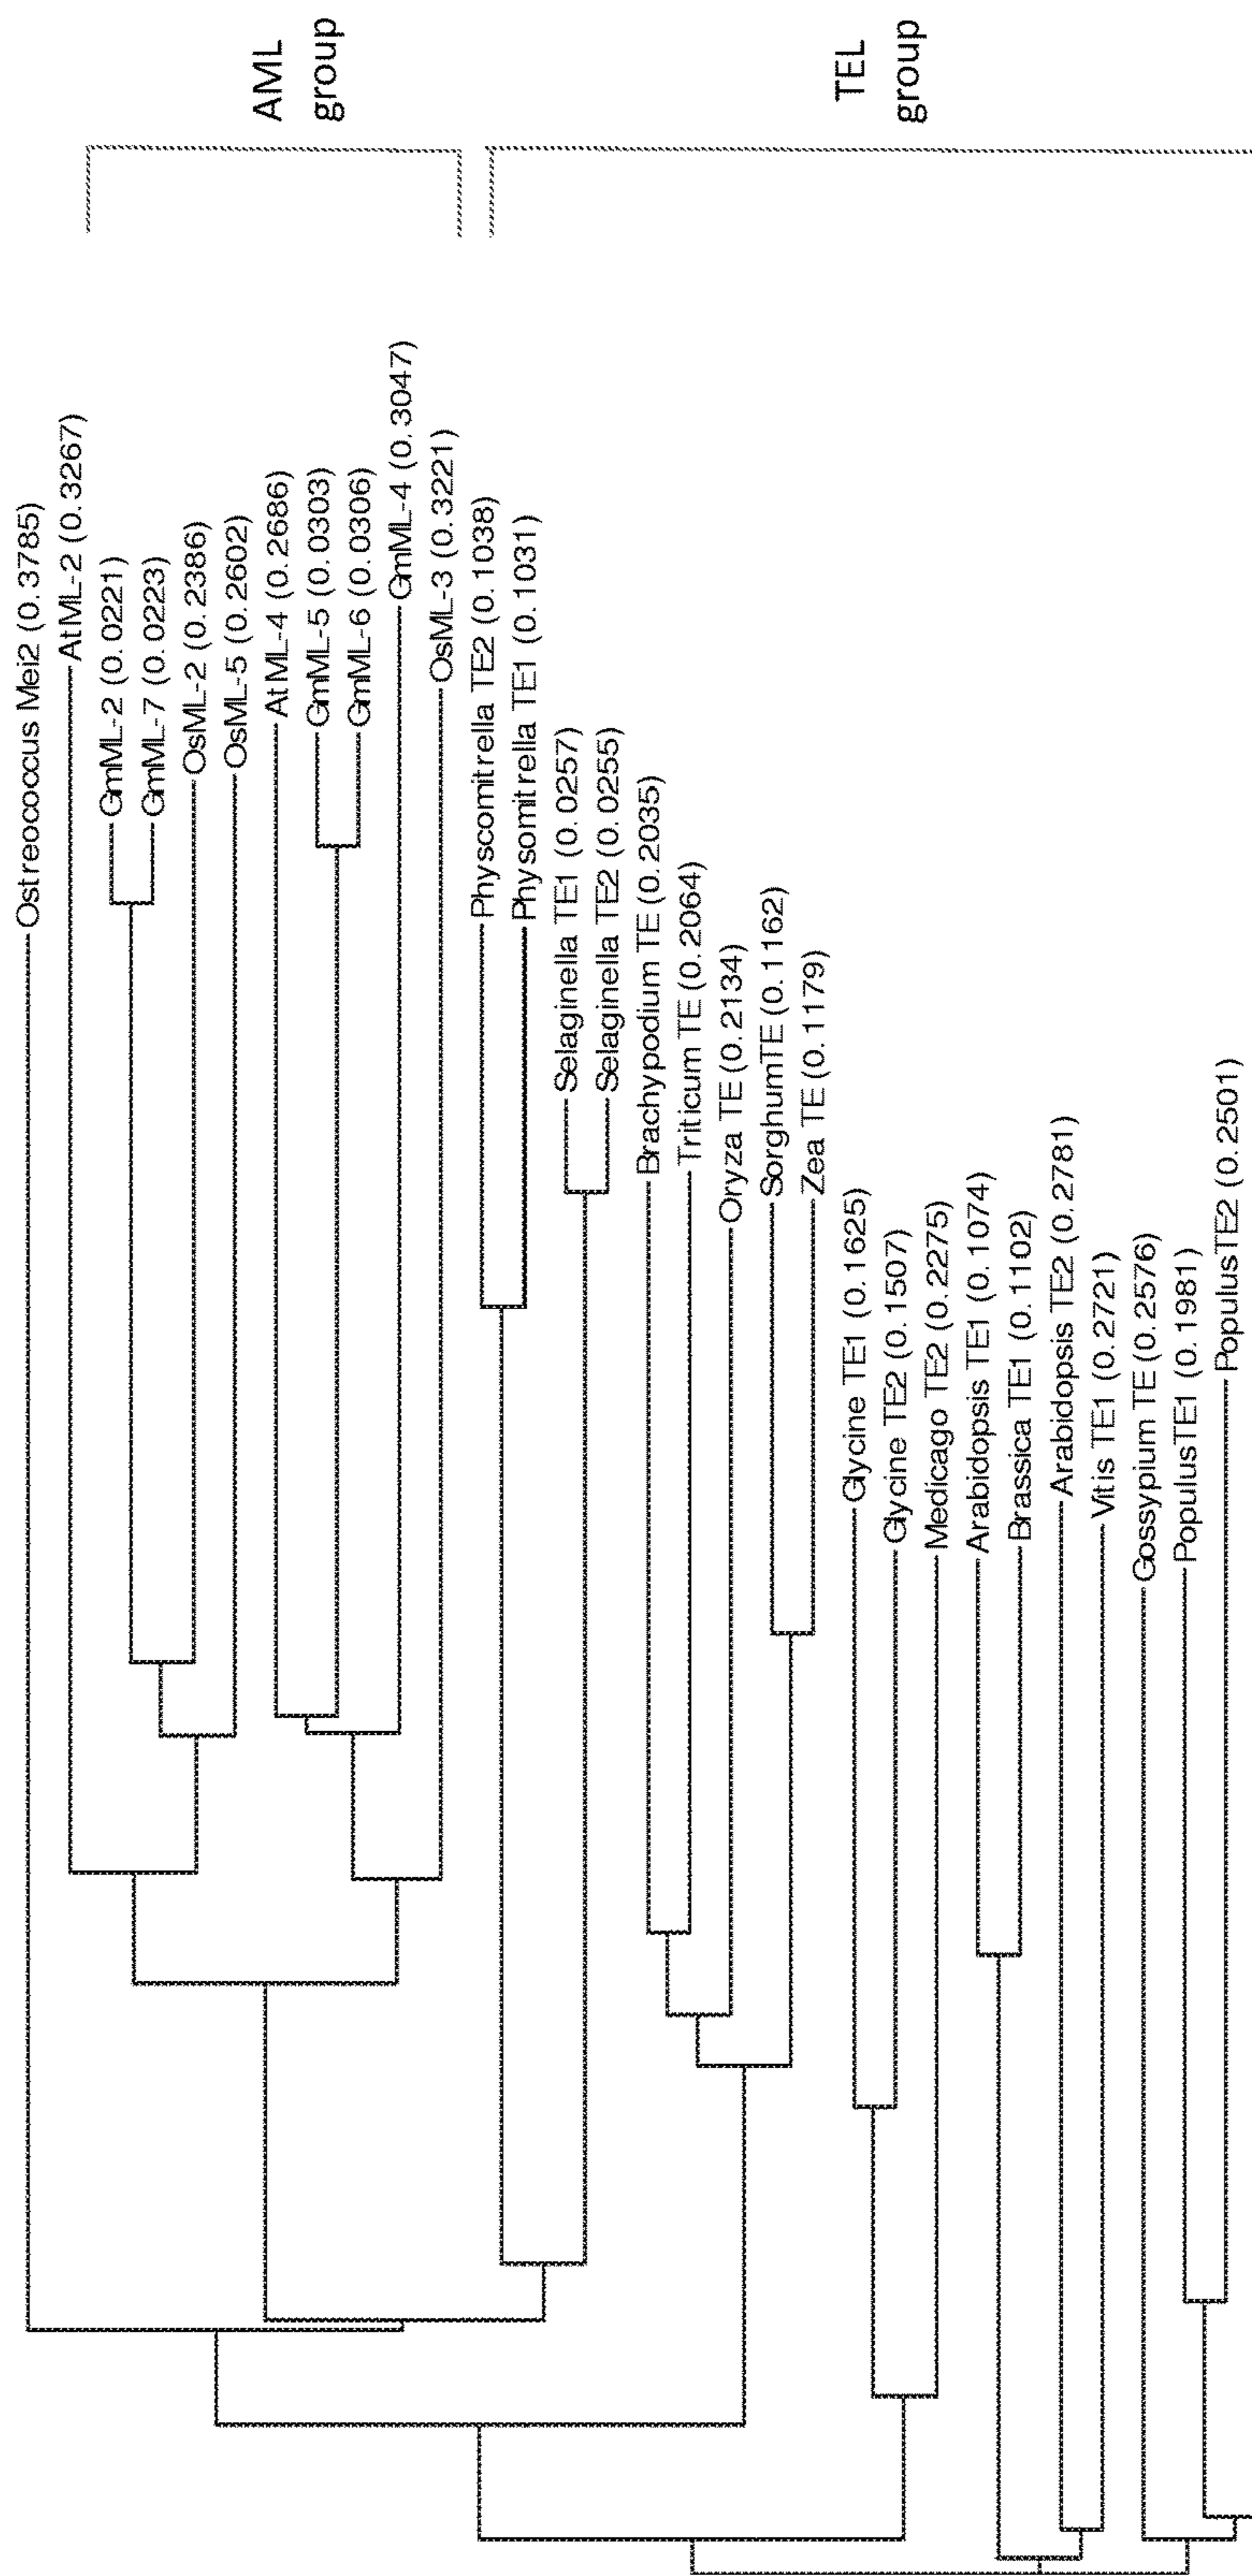 Ostreococcus Mei2 (0.3785)
AtML-2 (0.3267)
GmML-2 (0.0221)
GmML-7 (0.0223)
OsML-2 (0.2386)
OsML-5 (0.2602)
AtML-4 (0.2686)
GmML-5 (0.0303)
GmML-6 (0.0306)
GmML-4 (0.3047)
OsML-3 (0.3221)
Physcomitrella TE2 (0.1038)
Physomitrella TE1 (0.1031)
Selaginella TE1 (0.0257)
Selaginella TE2 (0.0255)
Brachypodium TE (0.2035)
Triticum TE (0.2064)
Oryza TE (0.2134)
SorghumTE (0.1162)
Zea TE (0.1179)
Glycine TE1 (0.1625)
Glycine TE2 (0.1507)
Medicago TE2 (0.2275)
Arabidopsis TE1 (0.1074)
Brassica TE1 (0.1102)
Arabidopsis TE2 (0.2781)
Vitis TE1 (0.2721)
Gossypium TE (0.2576)
PopulusTE1 (0.1981)
PopulusTE2 (0.2501)
AML
group
TEL
group